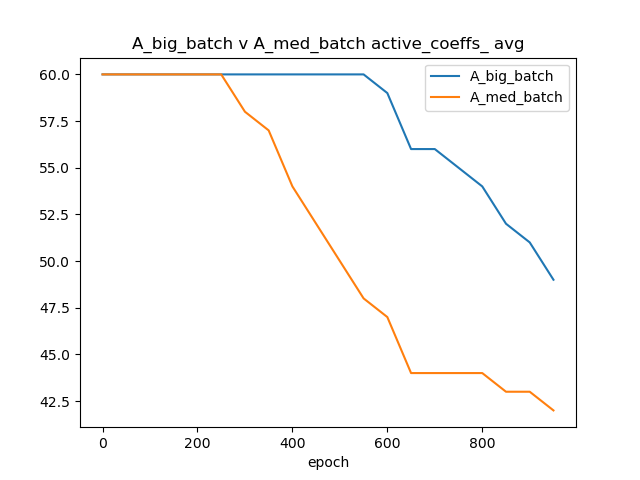 A_big_batch v A_med_batch active_coeffs_ avg
A_big_batch
A_med_batch
60.0
57.5
55.0
52.5
50.0
47.5
45.0
42.5
0 200 400 600 800
epoch